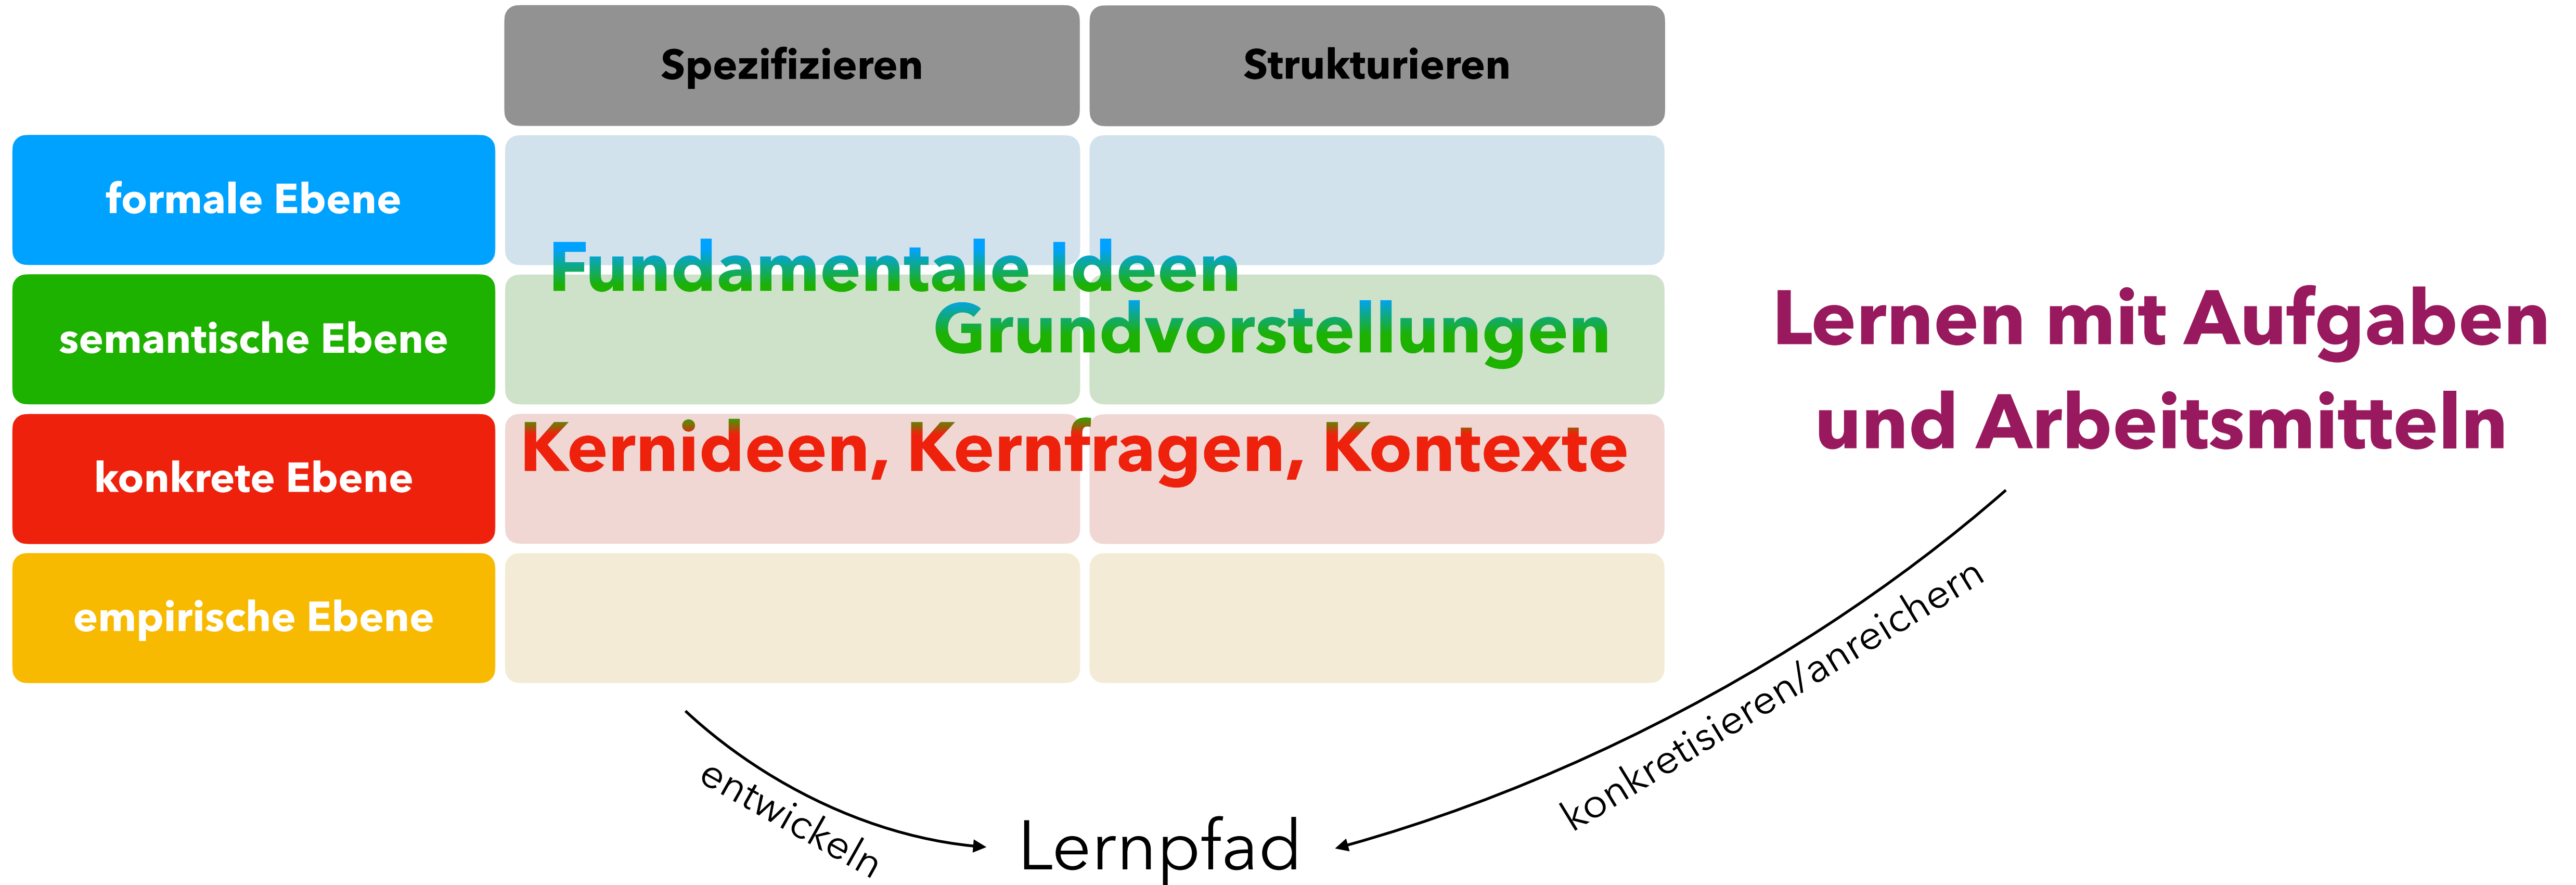 Spezifizieren
Strukturieren
formale Ebene
Fundamentale Ideen
semantische Ebene
Grundvorstellungen
konkrete Ebene
Kernideen, Kernfragen, Kontexte
empirische Ebene
Lernen mit Aufgaben
und Arbeitsmitteln
entwickeln
konkretisieren/anreichern
Lernpfad